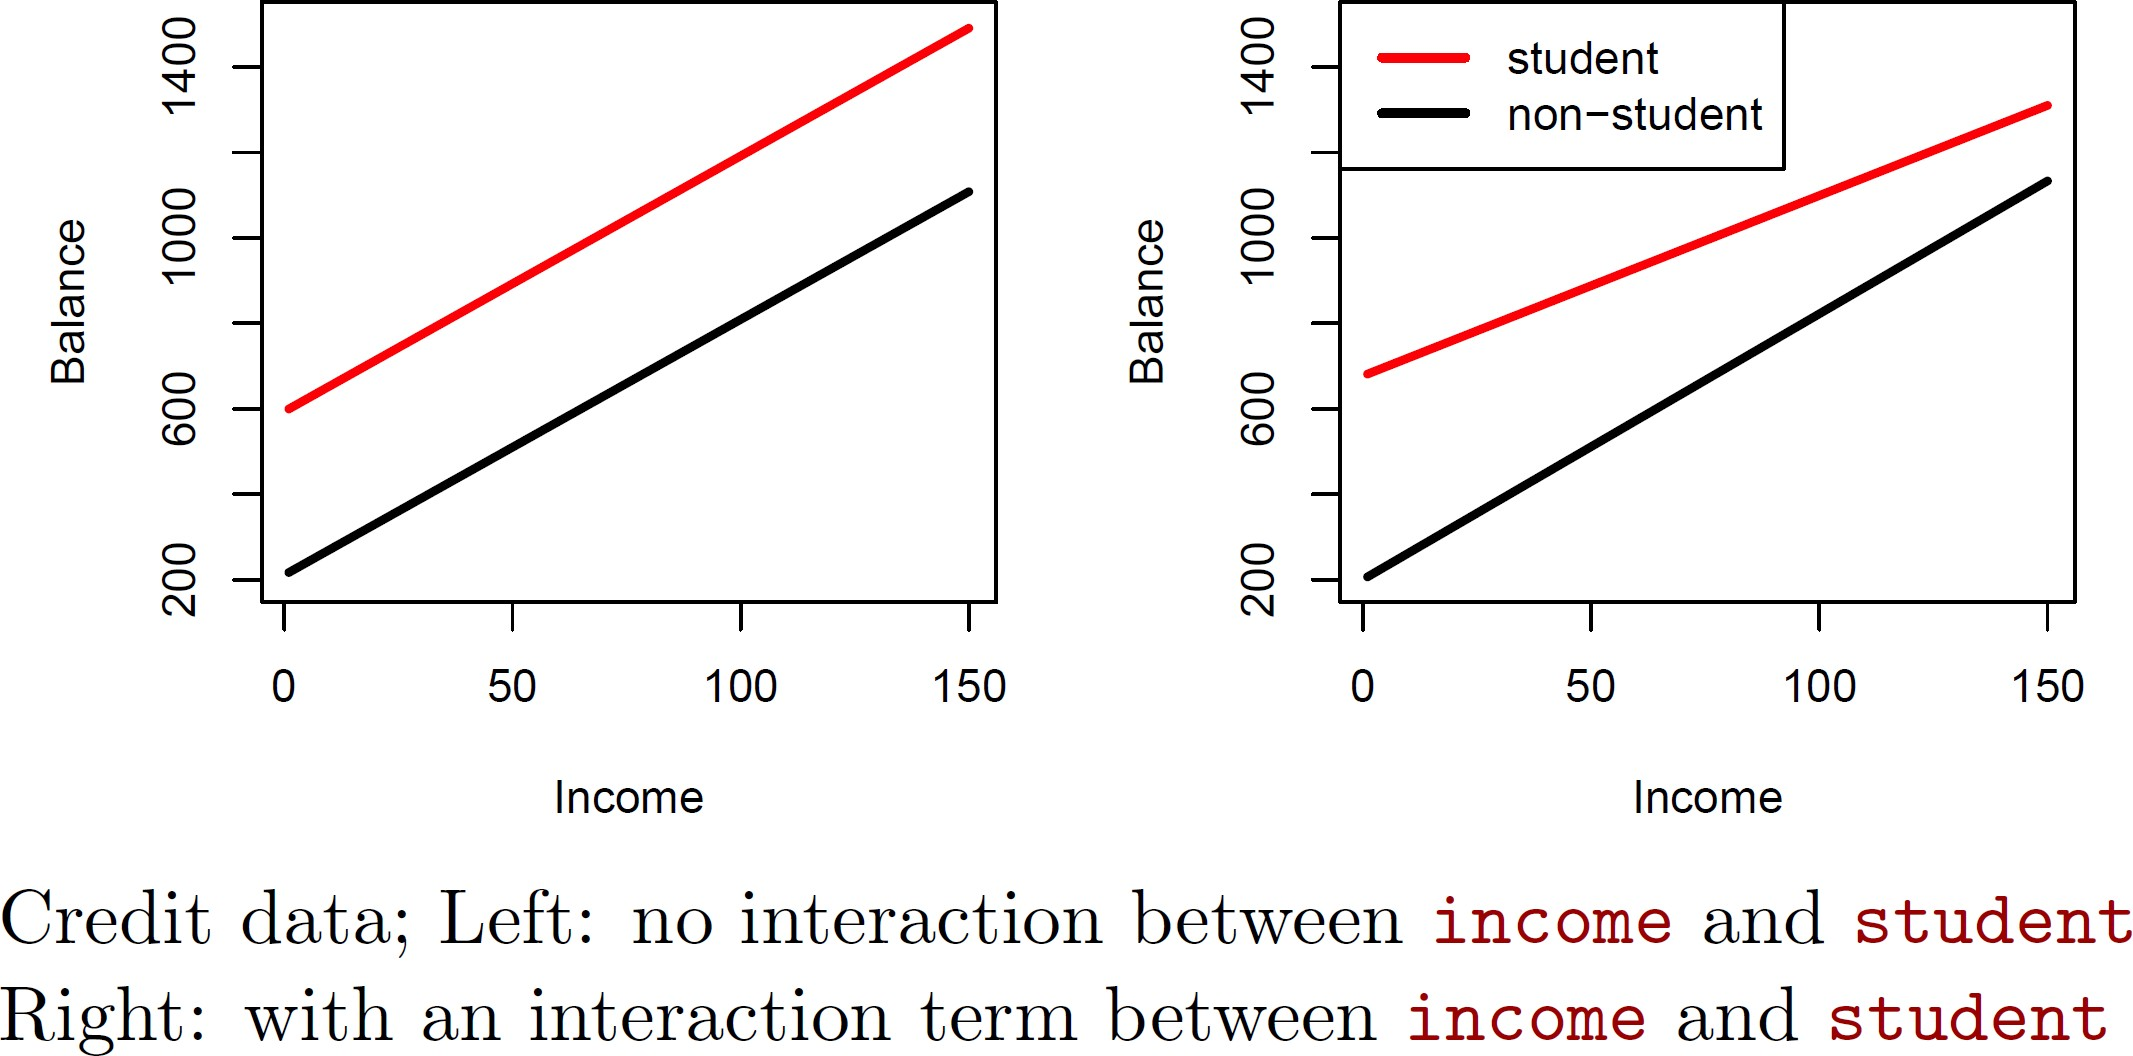 1400
1000
600
200
Balance
0 50 100 150
Income
student
non−student
1400
1000
600
200
Balance
0 50 100 150
Income
Credit data; Left: no interaction between income and student
Right: with an interaction term between income and student